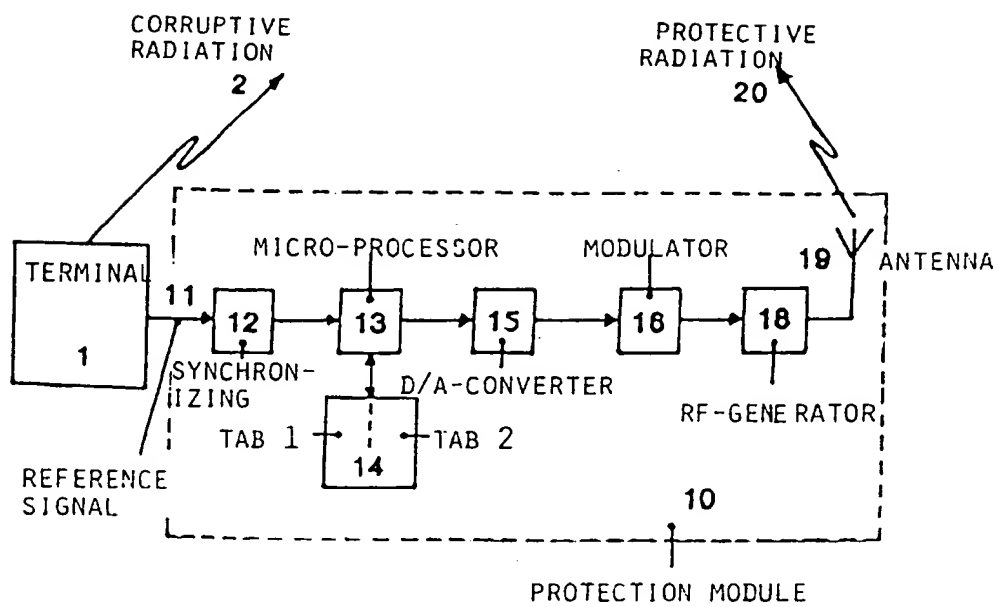 CORRUPTIVE
RADIATION
2
PROTECTIVE
RADIATION
20
MICRO-PROCESSOR
MODULATOR
19
ANTENNA
TERMINAL
11
1
12
13
15
16
18
SYNCHRON-
IZING
D/A-CONVERTER
RF-GENERATOR
TAB 1
TAB 2
14
REFERENCE
SIGNAL
10
PROTECTION MODULE